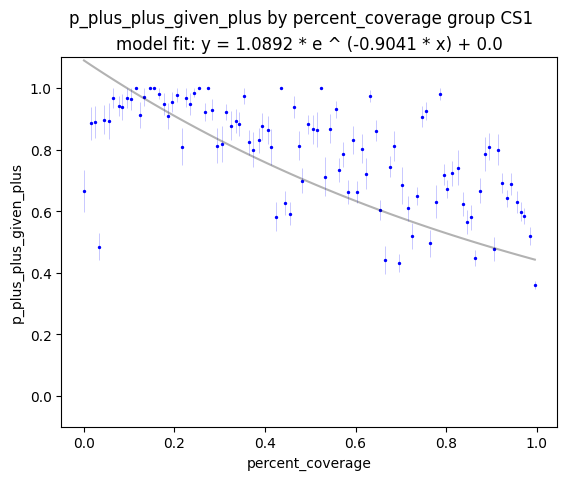 p_plus_plus_given_plus by percent_coverage group CS1
model fit: y = 1.0892 * e ^ (-0.9041 * x) + 0.0
p_plus_plus_given_plus
1.0
0.8
0.6
0.4
0.2
0.0
0.0 0.2 0.4 0.6 0.8 1.0
percent_coverage